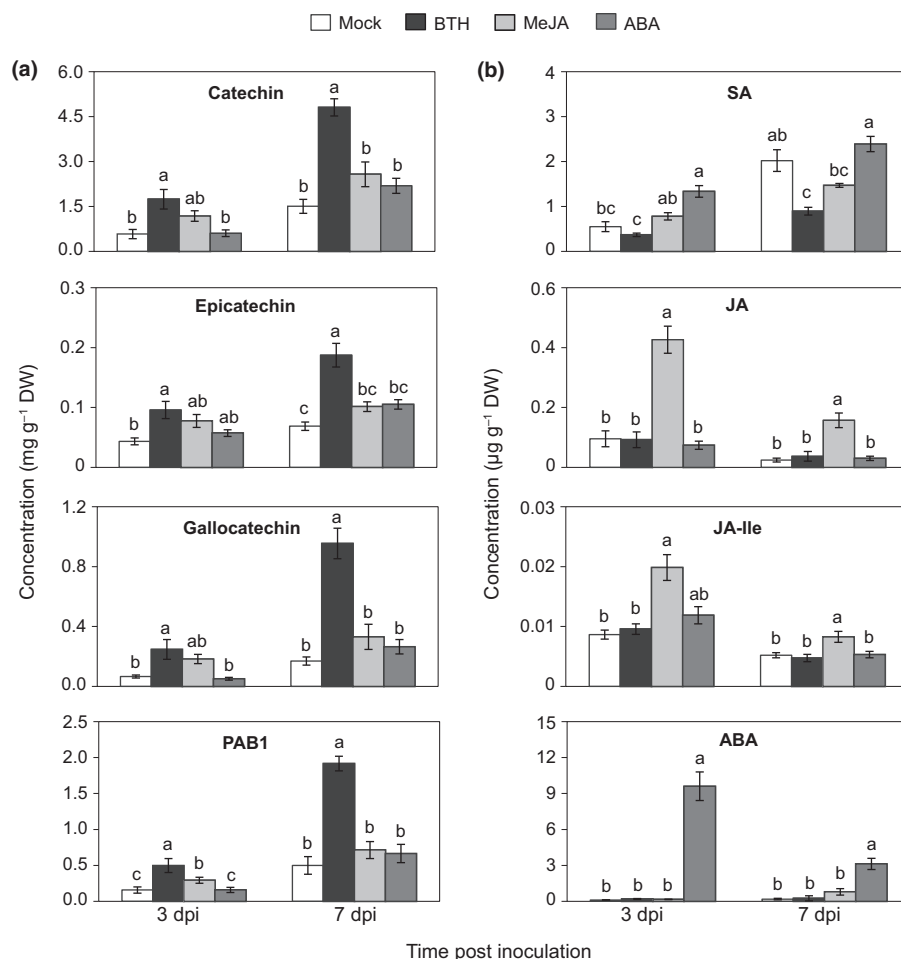 Mock BTH MeJA ABA
(a)
6.0
4.5
3.0
1.5
0.0
Catechin
b a ab b
b a b b
0.3
0.2
0.1
0
Epicatechin
b a ab ab
c a bc bc
1.2
0.8
0.4
0.0
Gallocatechin
b a ab b
b a b b
2.5
2.0
1.5
1.0
0.5
0.0
PAB1
c a b c
b a b b
3 dpi 7 dpi
Concentration (mg g⁻¹ DW)
(b)
4
3
2
1
0
SA
bc c ab a
ab c bc a
0.6
0.4
0.2
0
JA
b b a b
b b a b
0.03
0.02
0.01
0.00
JA-Ile
b b a ab
b b a b
15
12
9
6
3
0
ABA
b b b a
b b b a
3 dpi 7 dpi
Concentration (µg g⁻¹ DW)
Time post inoculation